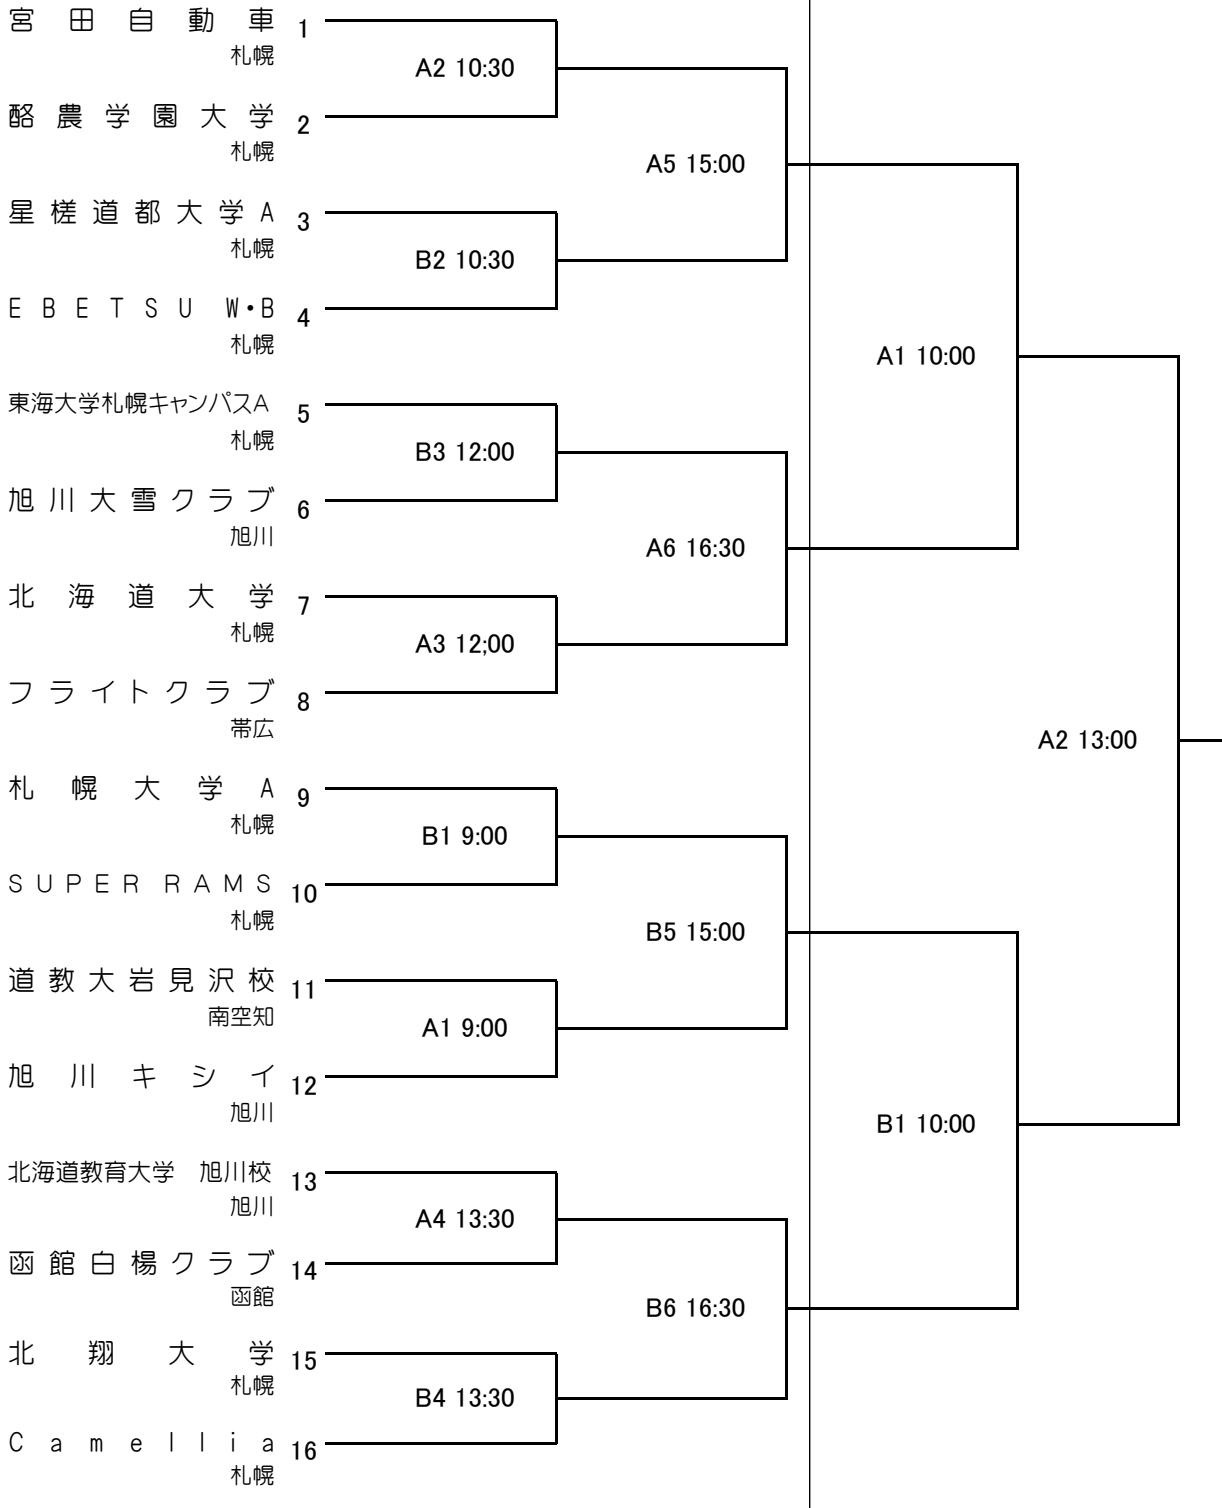 宮田自動車 1
札幌
A2 10:30
酪農学園大学 2
札幌
A5 15:00
星槎道都大学A 3
札幌
B2 10:30
EBETSU W・B 4
札幌
A1 10:00
東海大学札幌キャンパスA 5
札幌
B3 12:00
旭川大雪クラブ 6
旭川
A6 16:30
北海道大学 7
札幌
A3 12;00
フライトクラブ 8
帯広
A2 13:00
札幌大学A 9
札幌
B1 9:00
SUPER RAMS 10
札幌
B5 15:00
道教大岩見沢校 11
南空知
A1 9:00
旭川キシイ 12
旭川
B1 10:00
北海道教育大学 旭川校 13
旭川
A4 13:30
函館白楊クラブ 14
函館
B6 16:30
北翔大学 15
札幌
B4 13:30
Camellia 16
札幌